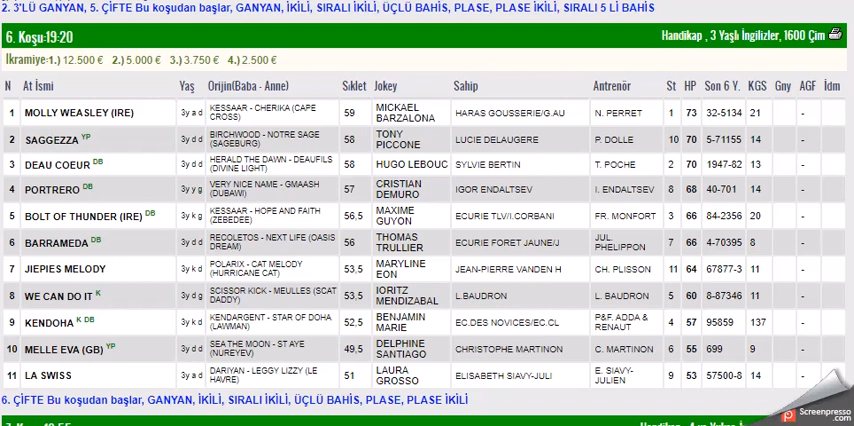 2. 3'LÜ GANYAN, 5. ÇİFTE Bu koşudan başlar, GANYAN, İKİLİ, SIRALI İKİLİ, ÜÇLÜ BAHİS, PLASE, PLASE İKİLİ, SIRALI 5 Lİ BAHİS
6. Koşu:19:20 Handikap , 3 Yaşlı İngilizler, 1600 Çim
İkramiye:1.) 12.500 € 2.) 5.000 € 3.) 3.750 € 4.) 2.500 €
N At İsmi Yaş Orijin(Baba - Anne) Sıklet Jokey Sahip Antrenör St HP Son 6 Y. KGS Gny AGF İdm
1 MOLLY WEASLEY (IRE) 3y a d KESSAAR - CHERIKA (CAPE CROSS) 59 MICKAEL BARZALONA HARAS GOUSSERIE/G.AU N. PERRET 1 73 32-5134 21 -
2 SAGGEZZA YP 3y d d BIRCHWOOD - NOTRE SAGE (SAGEBURG) 58 TONY PICCONE LUCIE DELAUGERE P. DOLLE 10 70 5-71155 14 -
3 DEAU COEUR DB 3y d d HERALD THE DAWN - DEAUFILS (DIVINE LIGHT) 58 HUGO LEBOUC SYLVIE BERTIN T. POCHE 2 70 1947-82 13 -
4 PORTRERO DB 3y y g VERY NICE NAME - GMAASH (DUBAWI) 57 CRISTIAN DEMURO IGOR ENDALTSEV I. ENDALTSEV 8 68 40-701 14 -
5 BOLT OF THUNDER (IRE) DB 3y k g KESSAAR - HOPE AND FAITH (ZEBEDEE) 56,5 MAXIME GUYON ECURIE TLV/I.CORBANI FR. MONFORT 3 66 84-2356 20 -
6 BARRAMEDA DB 3y d d RECOLETOS - NEXT LIFE (OASIS DREAM) 56 THOMAS TRULLIER ECURIE FORET JAUNE/J JUL. PHELIPPON 7 66 4-70395 8 -
7 JIEPIES MELODY 3y k d POLARIX - CAT MELODY (HURRICANE CAT) 53,5 MARYLINE EON JEAN-PIERRE VANDEN H CH. PLISSON 11 64 67877-3 11 -
8 WE CAN DO IT K 3y d g SCISSOR KICK - MEULLES (SCAT DADDY) 53,5 IORITZ MENDIZABAL L.BAUDRON L. BAUDRON 5 60 8-87346 11 -
9 KENDOHA K DB 3y k d KENDARGENT - STAR OF DOHA (LAWMAN) 52,5 BENJAMIN MARIE EC.DES NOVICES/EC.CL P&F. ADDA & RENAUT 4 57 95859 137 -
10 MELLE EVA (GB) YP 3y d d SEA THE MOON - ST AYE (NUREYEV) 49,5 DELPHINE SANTIAGO CHRISTOPHE MARTINON C. MARTINON 6 55 699 9 -
11 LA SWISS 3y a d DARIYAN - LEGGY LIZZY (LE HAVRE) 51 LAURA GROSSO ELISABETH SIAVY-JULI E. SIAVY-JULIEN 9 53 57500-8 14 -
6. ÇİFTE Bu koşudan başlar, GANYAN, İKİLİ, SIRALI İKİLİ, ÜÇLÜ BAHİS, PLASE, PLASE İKİLİ
Screenpresso.com